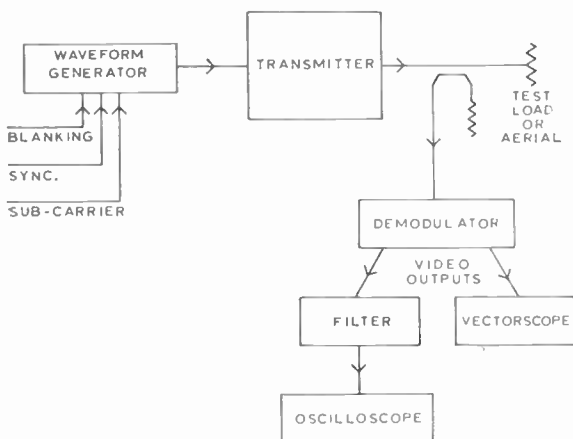 WAVEFORM
GENERATOR
TRANSMITTER
TEST
LOAD
OR
AERIAL
BLANKING
SYNC.
SUB-CARRIER
DEMODULATOR
VIDEO
OUTPUTS
FILTER
VECTORSCOPE
OSCILLOSCOPE